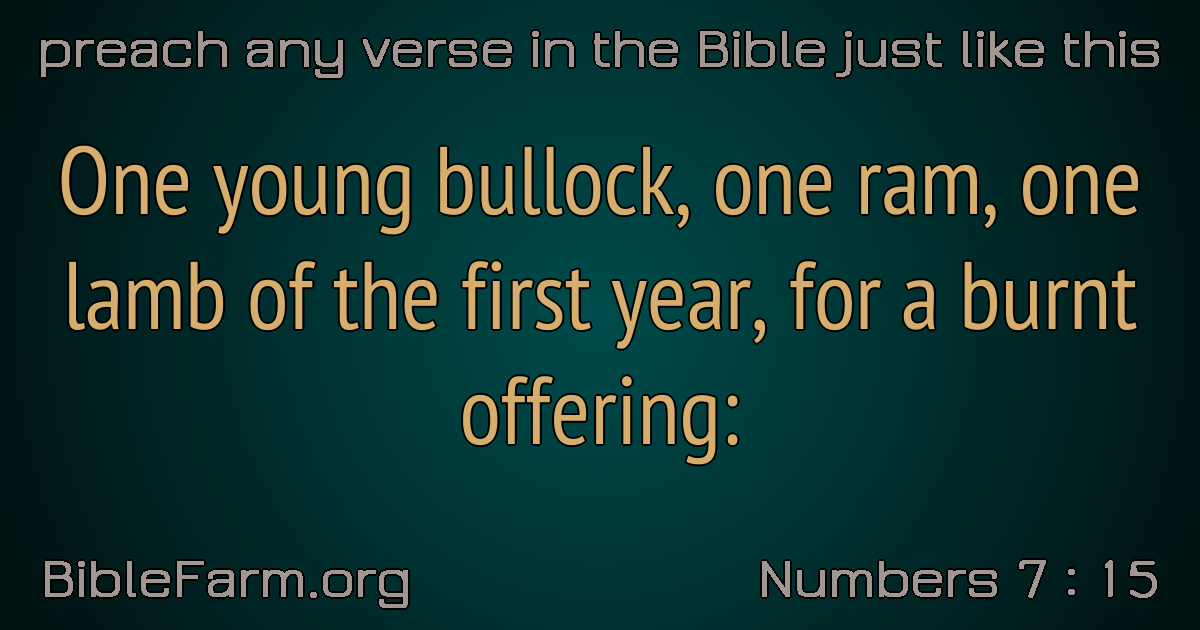 preach any verse in the Bible just like this
One young bullock, one ram, one
lamb of the first year, for a burnt
offering:
BibleFarm.org
Numbers 7 : 15